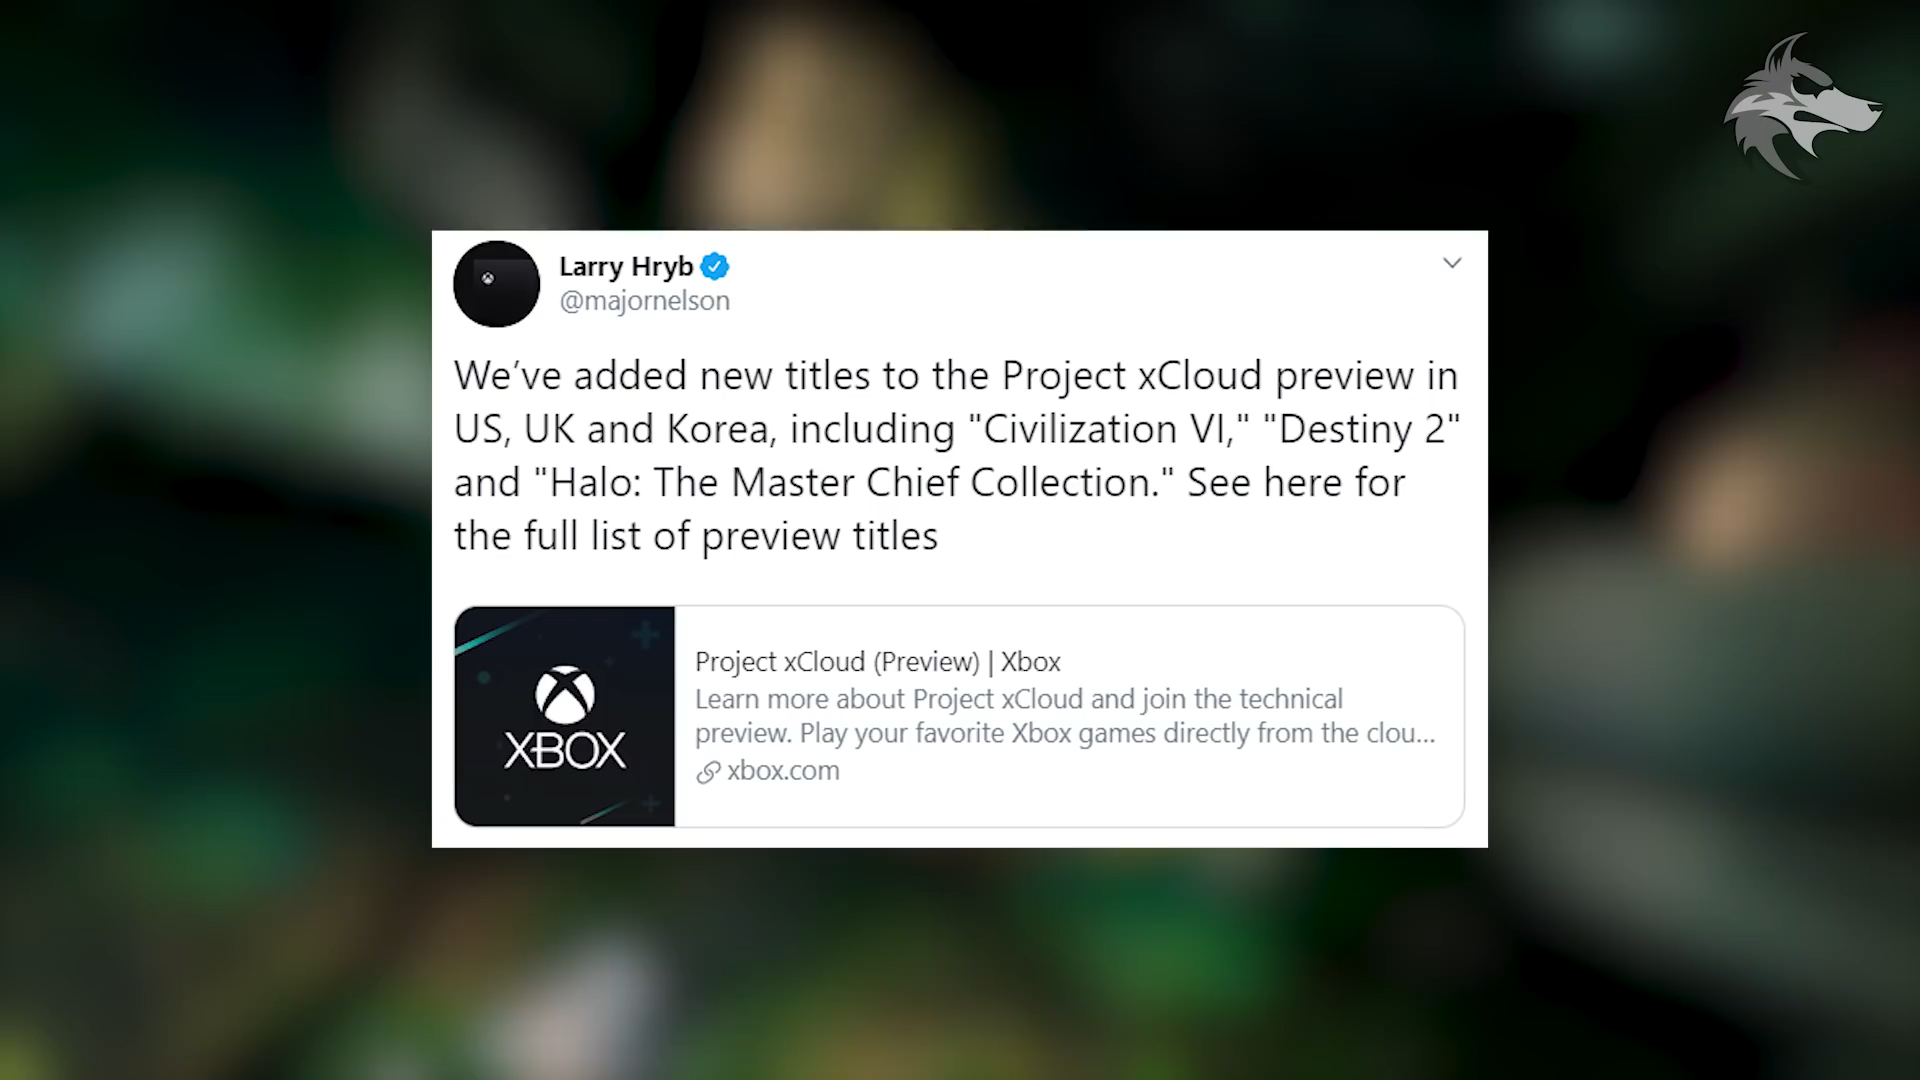 Larry Hryb
@majornelson
We’ve added new titles to the Project xCloud preview in
US, UK and Korea, including "Civilization VI," "Destiny 2"
and "Halo: The Master Chief Collection." See here for
the full list of preview titles
XBOX
Project xCloud (Preview) | Xbox
Learn more about Project xCloud and join the technical
preview. Play your favorite Xbox games directly from the clou...
xbox.com